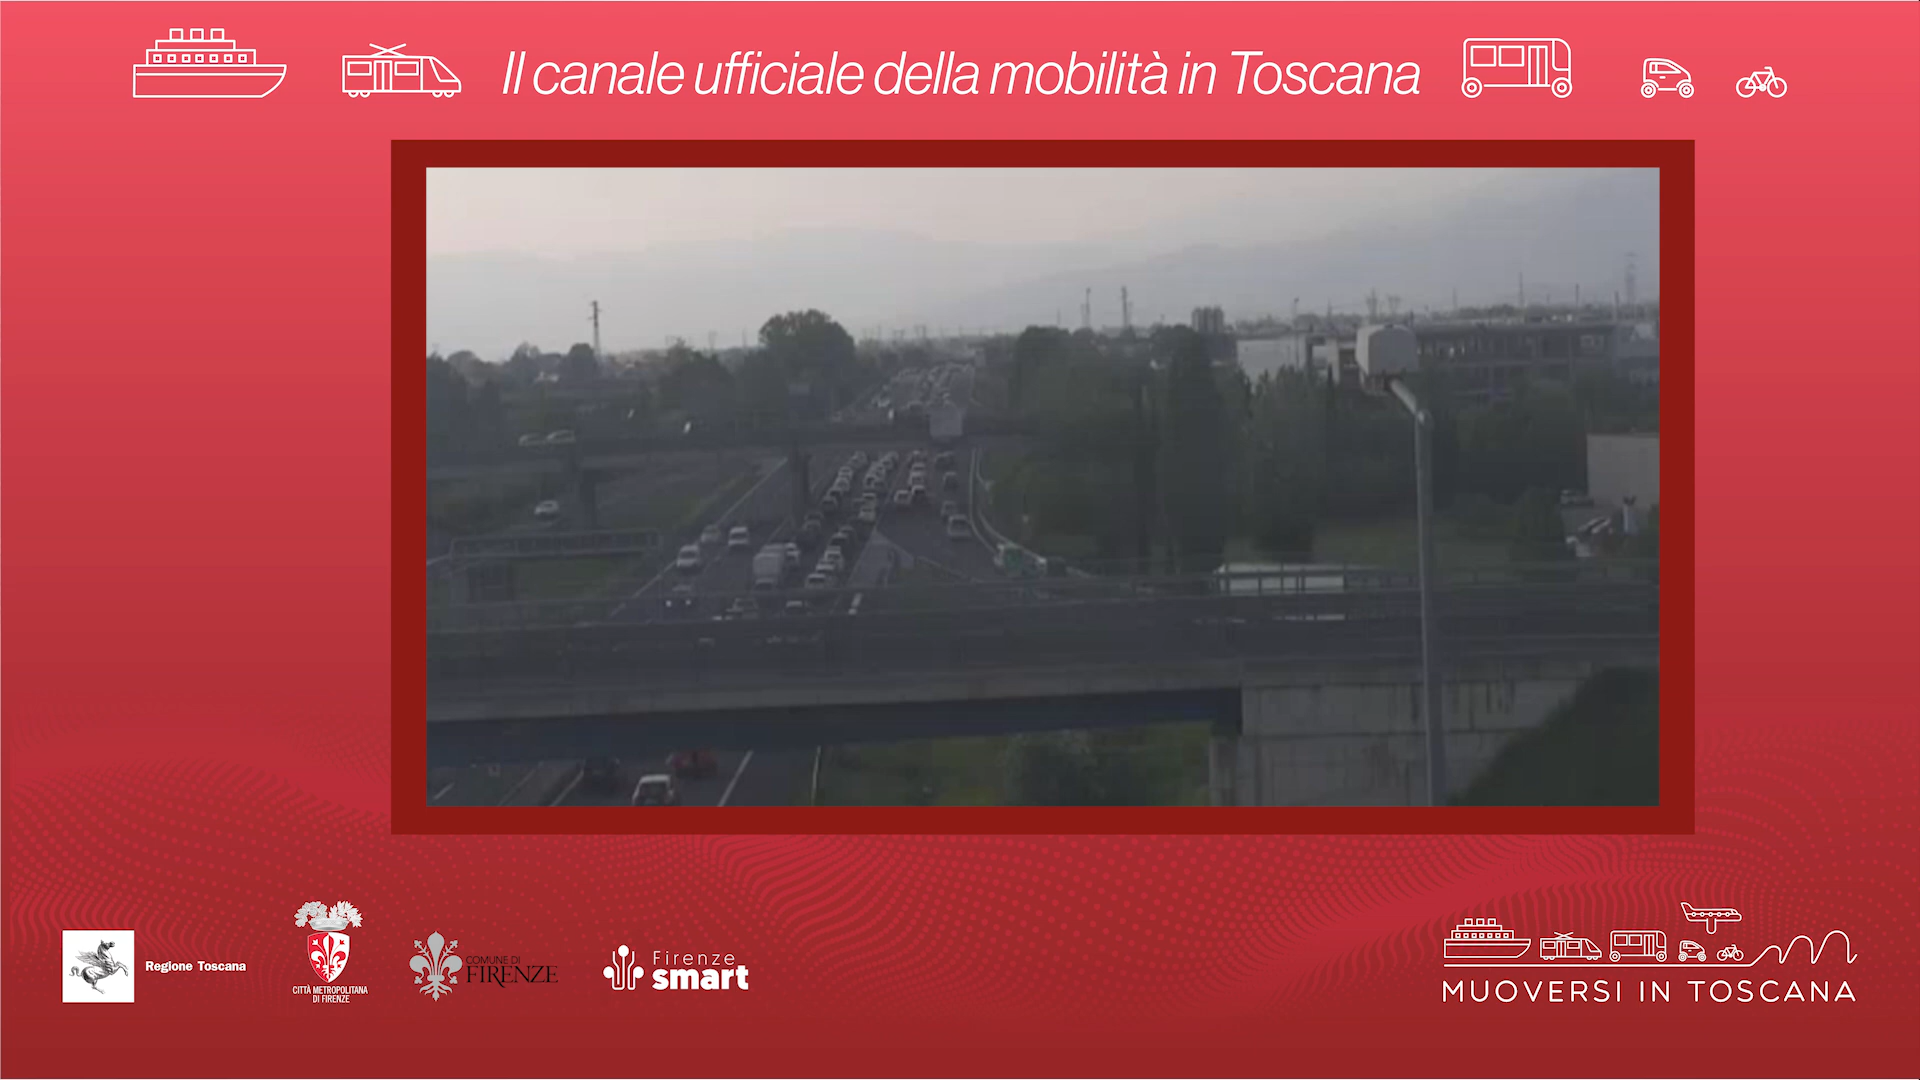 Il canale ufficiale della mobilità in Toscana
Regione Toscana
CITTÀ METROPOLITANA
DI FIRENZE
COMUNE DI
FIRENZE
Firenze
smart
MUOVERSI IN TOSCANA